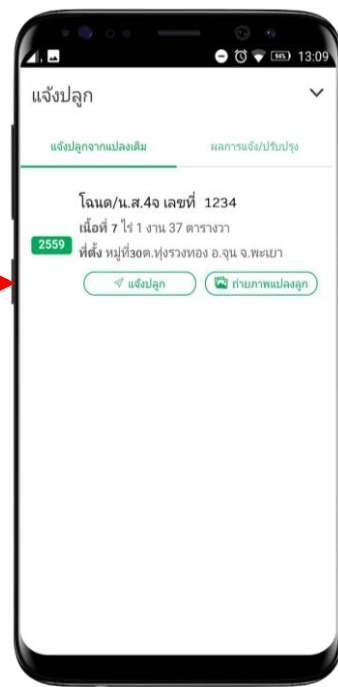 13:09
แจ้งปลูก
แจ้งปลูกจากแปลงเดิม ผลการแจ้ง/ปรับปรุง
โฉนด/น.ส.4จ เลขที่ 1234
เนื้อที่ 7 ไร่ 1 งาน 37 ตารางวา
2559
ที่ตั้ง หมู่ที่30ต.ทุ่งรวงทอง อ.จุน จ.พะเยา
แจ้งปลูก ถ่ายภาพแปลงลูก